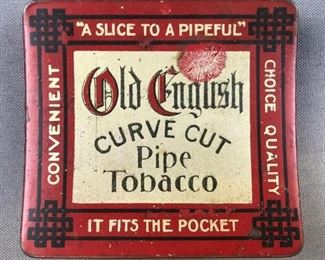 "A SLICE TO A PIPEFUL"
CONVENIENT
Old English
CURVE CUT
Pipe
Tobacco
CHOICE QUALITY
IT FITS THE POCKET